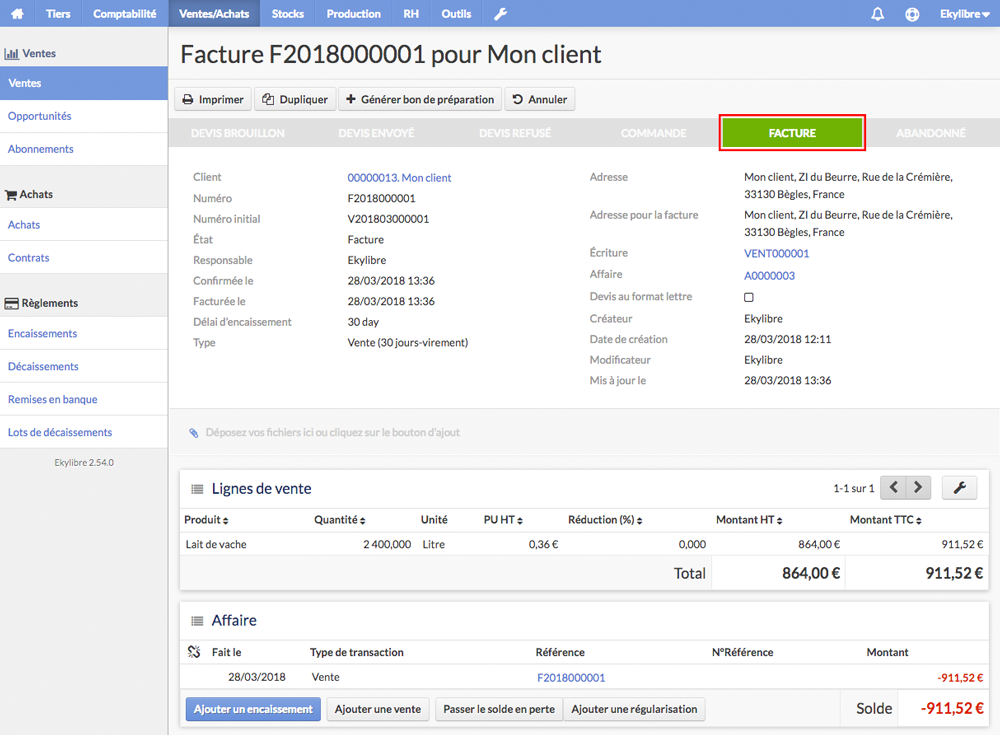 Tiers Comptabilité Ventes/Achats Stocks Production RH Outils Ekylibre
Ventes
Ventes
Opportunités
Abonnements
Achats
Achats
Contrats
Règlements
Encaissements
Décaissements
Remises en banque
Lots de décaissements
Ekylibre 2.54.0
Facture F2018000001 pour Mon client
Imprimer Dupliquer Générer bon de préparation Annuler
DEVIS BROUILLON DEVIS ENVOYÉ DEVIS REFUSÉ COMMANDE FACTURE ABANDONNÉ
Client 00000013. Mon client
Numéro F2018000001
Numéro initial V201803000001
État Facture
Responsable Ekylibre
Confirmée le 28/03/2018 13:36
Facturée le 28/03/2018 13:36
Délai d'encaissement 30 day
Type Vente (30 jours-virement)
Adresse Mon client, ZI du Beurre, Rue de la Crémière,
33130 Bègles, France
Adresse pour la facture Mon client, ZI du Beurre, Rue de la Crémière,
33130 Bègles, France
Écriture VENT000001
Affaire A0000003
Devis au format lettre
Créateur Ekylibre
Date de création 28/03/2018 12:11
Modificateur Ekylibre
Mis à jour le 28/03/2018 13:36
Déposez vos fichiers ici ou cliquez sur le bouton d'ajout
Lignes de vente 1-1 sur 1
Produit Quantité Unité PU HT Réduction (%) Montant HT Montant TTC
Lait de vache 2 400,000 Litre 0,36 € 0,000 864,00 € 911,52 €
Total 864,00 € 911,52 €
Affaire
Fait le Type de transaction Référence N°Référence Montant
28/03/2018 Vente F2018000001 -911,52 €
Ajouter un encaissement Ajouter une vente Passer le solde en perte Ajouter une régularisation Solde -911,52 €